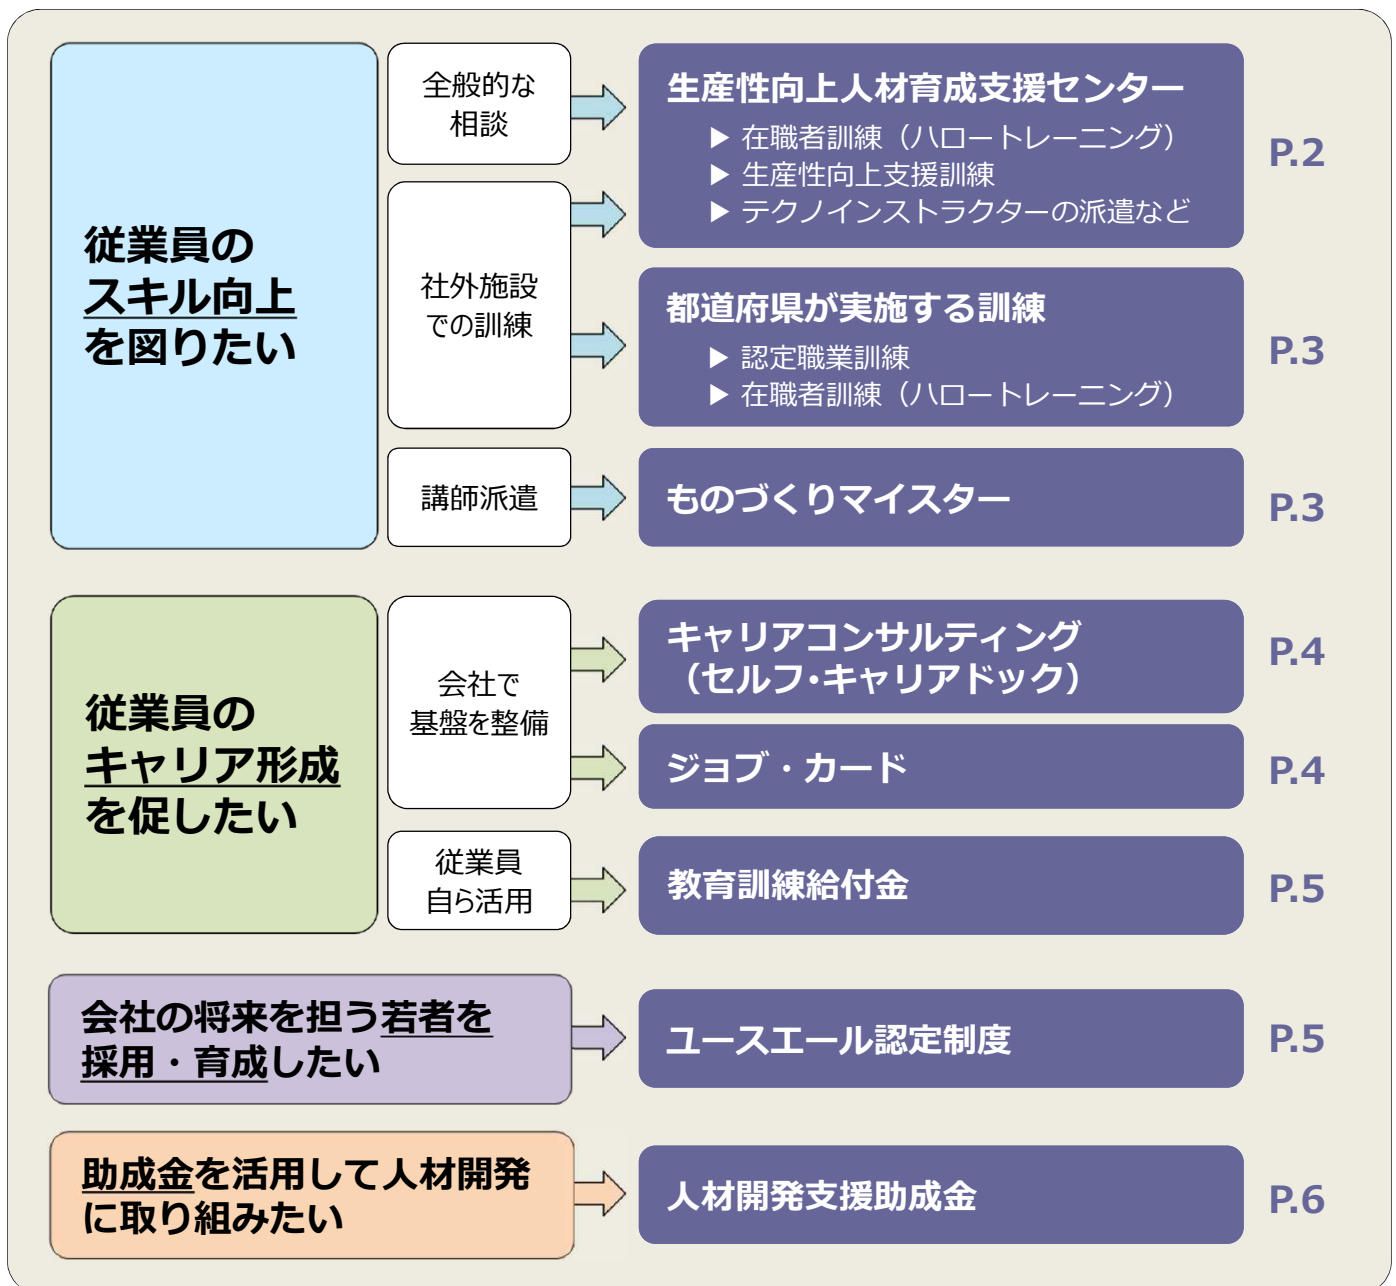 従業員の
スキル向上
を図りたい
全般的な
相談
生産性向上人材育成支援センター
▶ 在職者訓練（ハロートレーニング）
▶ 生産性向上支援訓練
▶ テクノインストラクターの派遣など
P.2
社外施設
での訓練
都道府県が実施する訓練
▶ 認定職業訓練
▶ 在職者訓練（ハロートレーニング）
P.3
講師派遣
ものづくりマイスター
P.3
従業員の
キャリア形成
を促したい
会社で
基盤を整備
キャリアコンサルティング
（セルフ・キャリアドック）
P.4
ジョブ・カード
P.4
従業員
自ら活用
教育訓練給付金
P.5
会社の将来を担う若者を
採用・育成したい
ユースエール認定制度
P.5
助成金を活用して人材開発
に取り組みたい
人材開発支援助成金
P.6